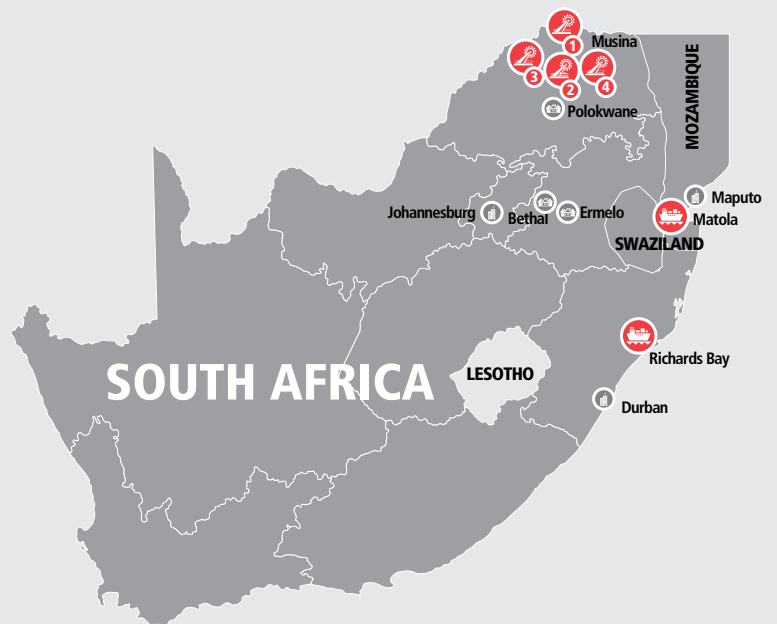 1
Musina
3
2
4
MOZAMBIQUE
Polokwane
Maputo
Johannesburg
Bethal
Ermelo
Matola
SWAZILAND
Richards Bay
SOUTH AFRICA
LESOTHO
Durban